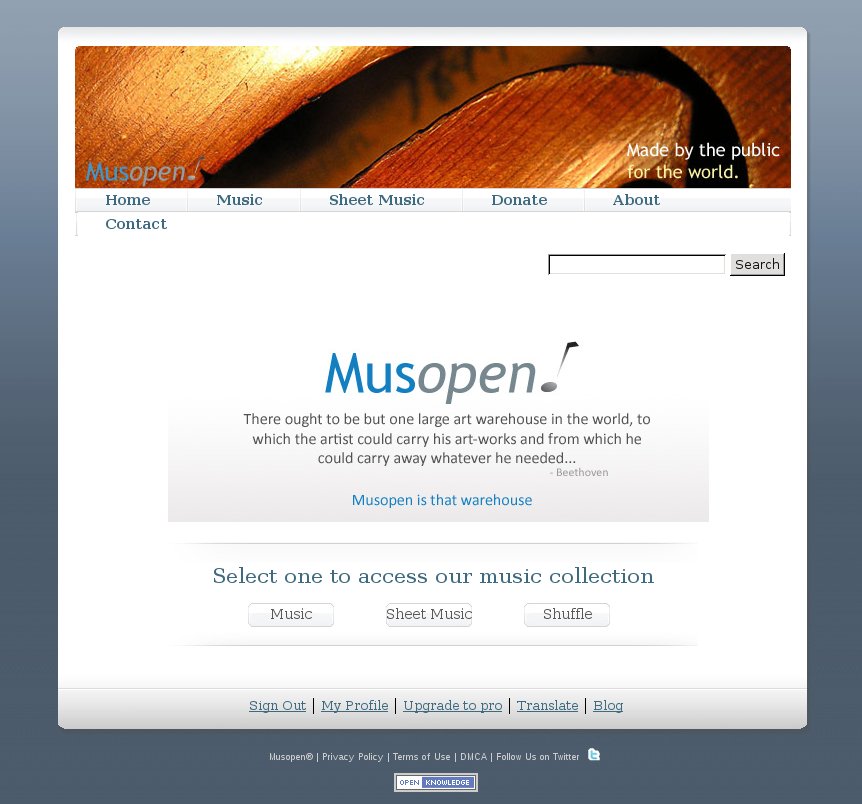 Musopen
Made by the public
for the world.
Home Music Sheet Music Donate About
Contact
Search
Musopen
There ought to be but one large art warehouse in the world, to
which the artist could carry his art-works and from which he
could carry away whatever he needed...
- Beethoven
Musopen is that warehouse
Select one to access our music collection
Music Sheet Music Shuffle
Sign Out | My Profile | Upgrade to pro | Translate | Blog
Musopen® | Privacy Policy | Terms of Use | DMCA | Follow Us on Twitter t
OPEN KNOWLEDGE